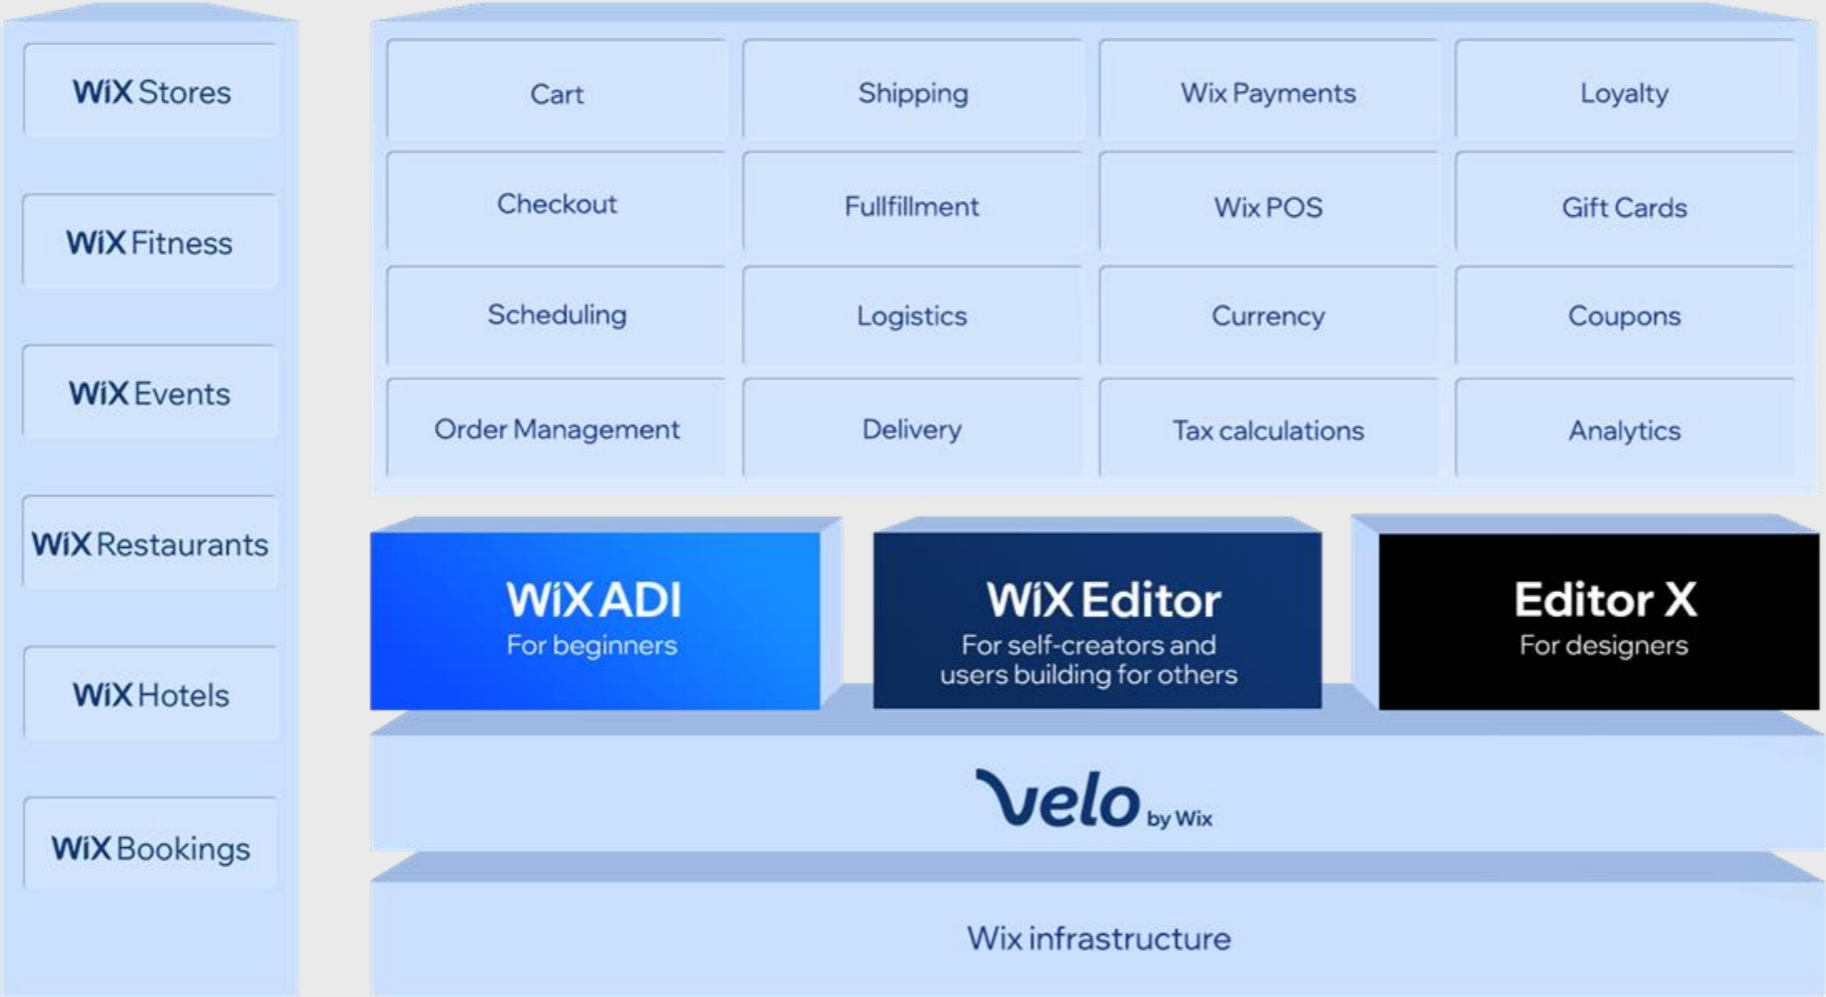 WiX Stores
WiX Fitness
WiX Events
WiX Restaurants
WiX Hotels
WiX Bookings
Cart
Shipping
Wix Payments
Loyalty
Checkout
Fullfillment
Wix POS
Gift Cards
Scheduling
Logistics
Currency
Coupons
Order Management
Delivery
Tax calculations
Analytics
WiX ADI
For beginners
WiX Editor
For self-creators and
users building for others
Editor X
For designers
velo by Wix
Wix infrastructure